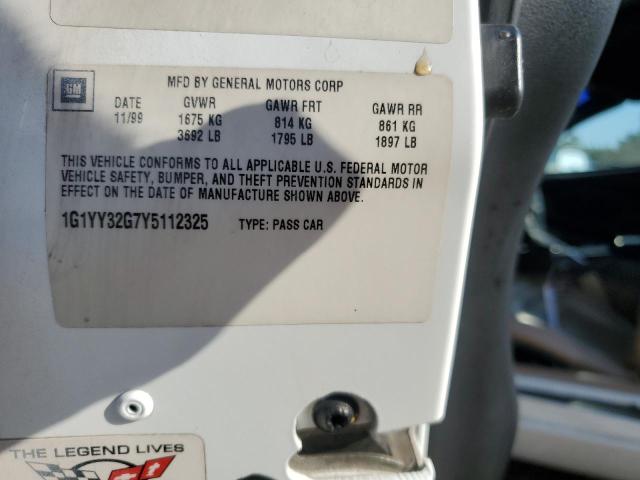 GM
MFD BY GENERAL MOTORS CORP
DATE GVWR GAWR FRT GAWR RR
11/99 1675 KG 814 KG 861 KG
3692 LB 1795 LB 1897 LB
THIS VEHICLE CONFORMS TO ALL APPLICABLE U.S. FEDERAL MOTOR
VEHICLE SAFETY, BUMPER, AND THEFT PREVENTION STANDARDS IN
EFFECT ON THE DATE OF MANUFACTURE SHOWN ABOVE.
1G1YY32G7Y5112325 TYPE: PASS CAR
THE LEGEND LIVES